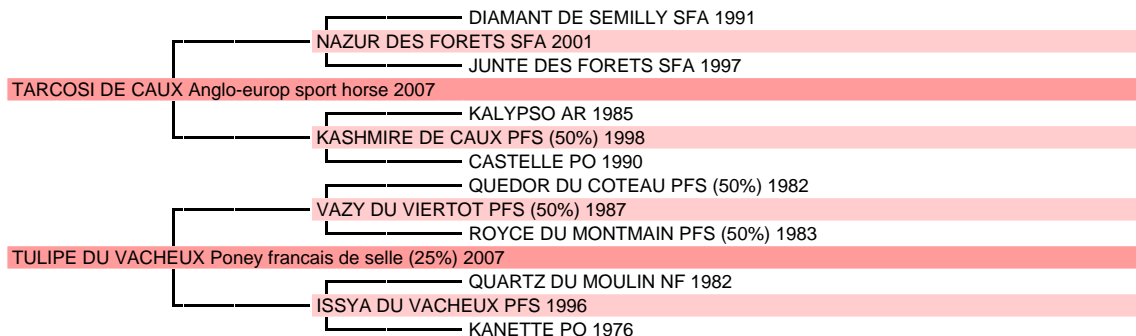 DIAMANT DE SEMILLY SFA 1991
NAZUR DES FORETS SFA 2001
JUNTE DES FORETS SFA 1997
TARCOSI DE CAUX Anglo-europ sport horse 2007
KALYPSO AR 1985
KASHMIRE DE CAUX PFS (50%) 1998
CASTELLE PO 1990
QUEDOR DU COTEAU PFS (50%) 1982
VAZY DU VIERTOT PFS (50%) 1987
ROYCE DU MONTMAIN PFS (50%) 1983
TULIPE DU VACHEUX Poney francais de selle (25%) 2007
QUARTZ DU MOULIN NF 1982
ISSYA DU VACHEUX PFS 1996
KANETTE PO 1976